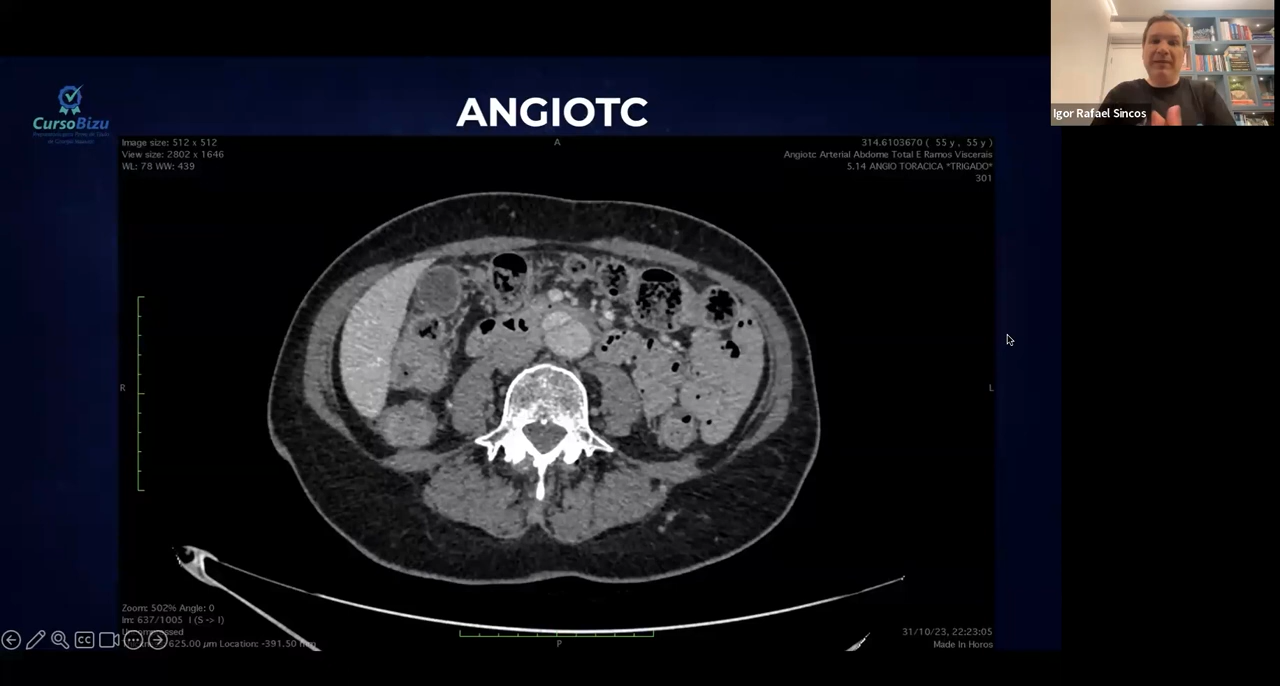 Igor Rafael Sincos
CursoBizu
ANGIOTC
Image size: 512 x 512
View size: 2802 x 1646
WL: 78 WW: 439
A
314.6103670 ( 55 y , 55 y )
Angiotc Arterial Abdome Total E Ramos Viscerais
5.14 ANGIO TORACICA *TRIGADO*
301
R
L
Zoom: 502% Angle: 0
Im: 637/1005 I (S -> I)
625.00 µm Location: -391.50 mm
P
31/10/23, 22:23:05
Made In Horos
CC